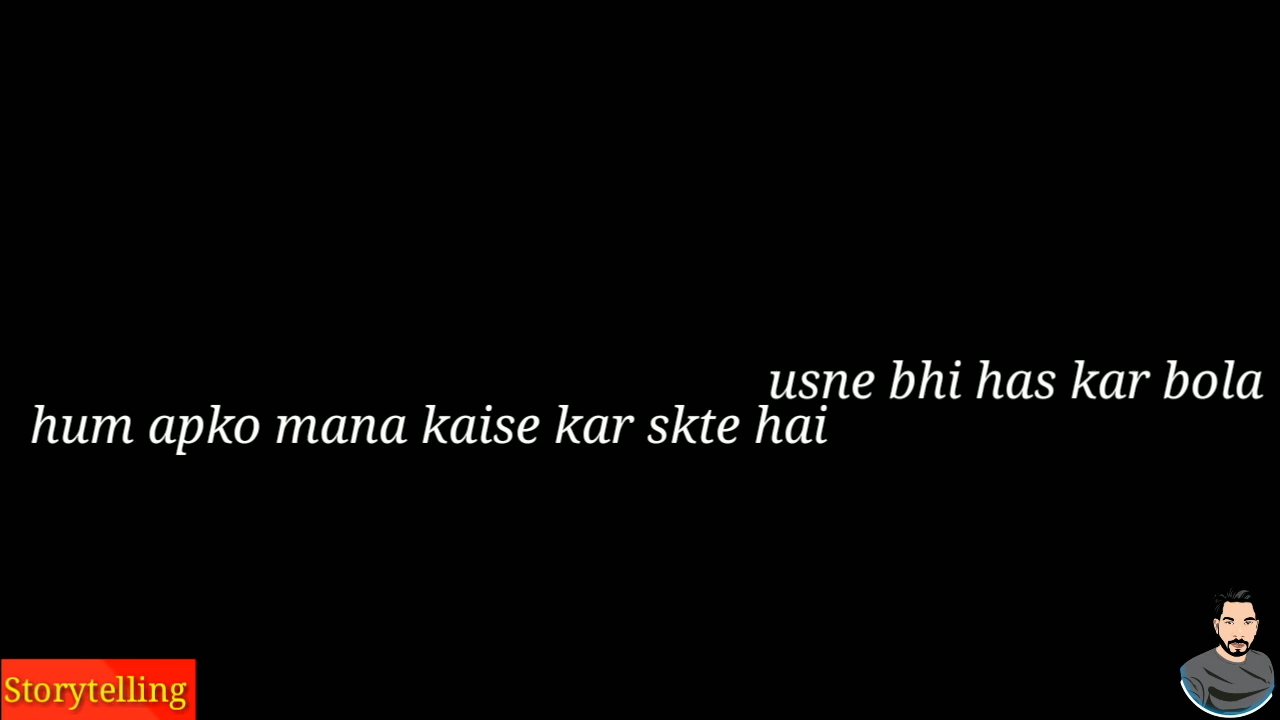 usne bhi has kar bola
hum apko mana kaise kar skte hai
Storytelling